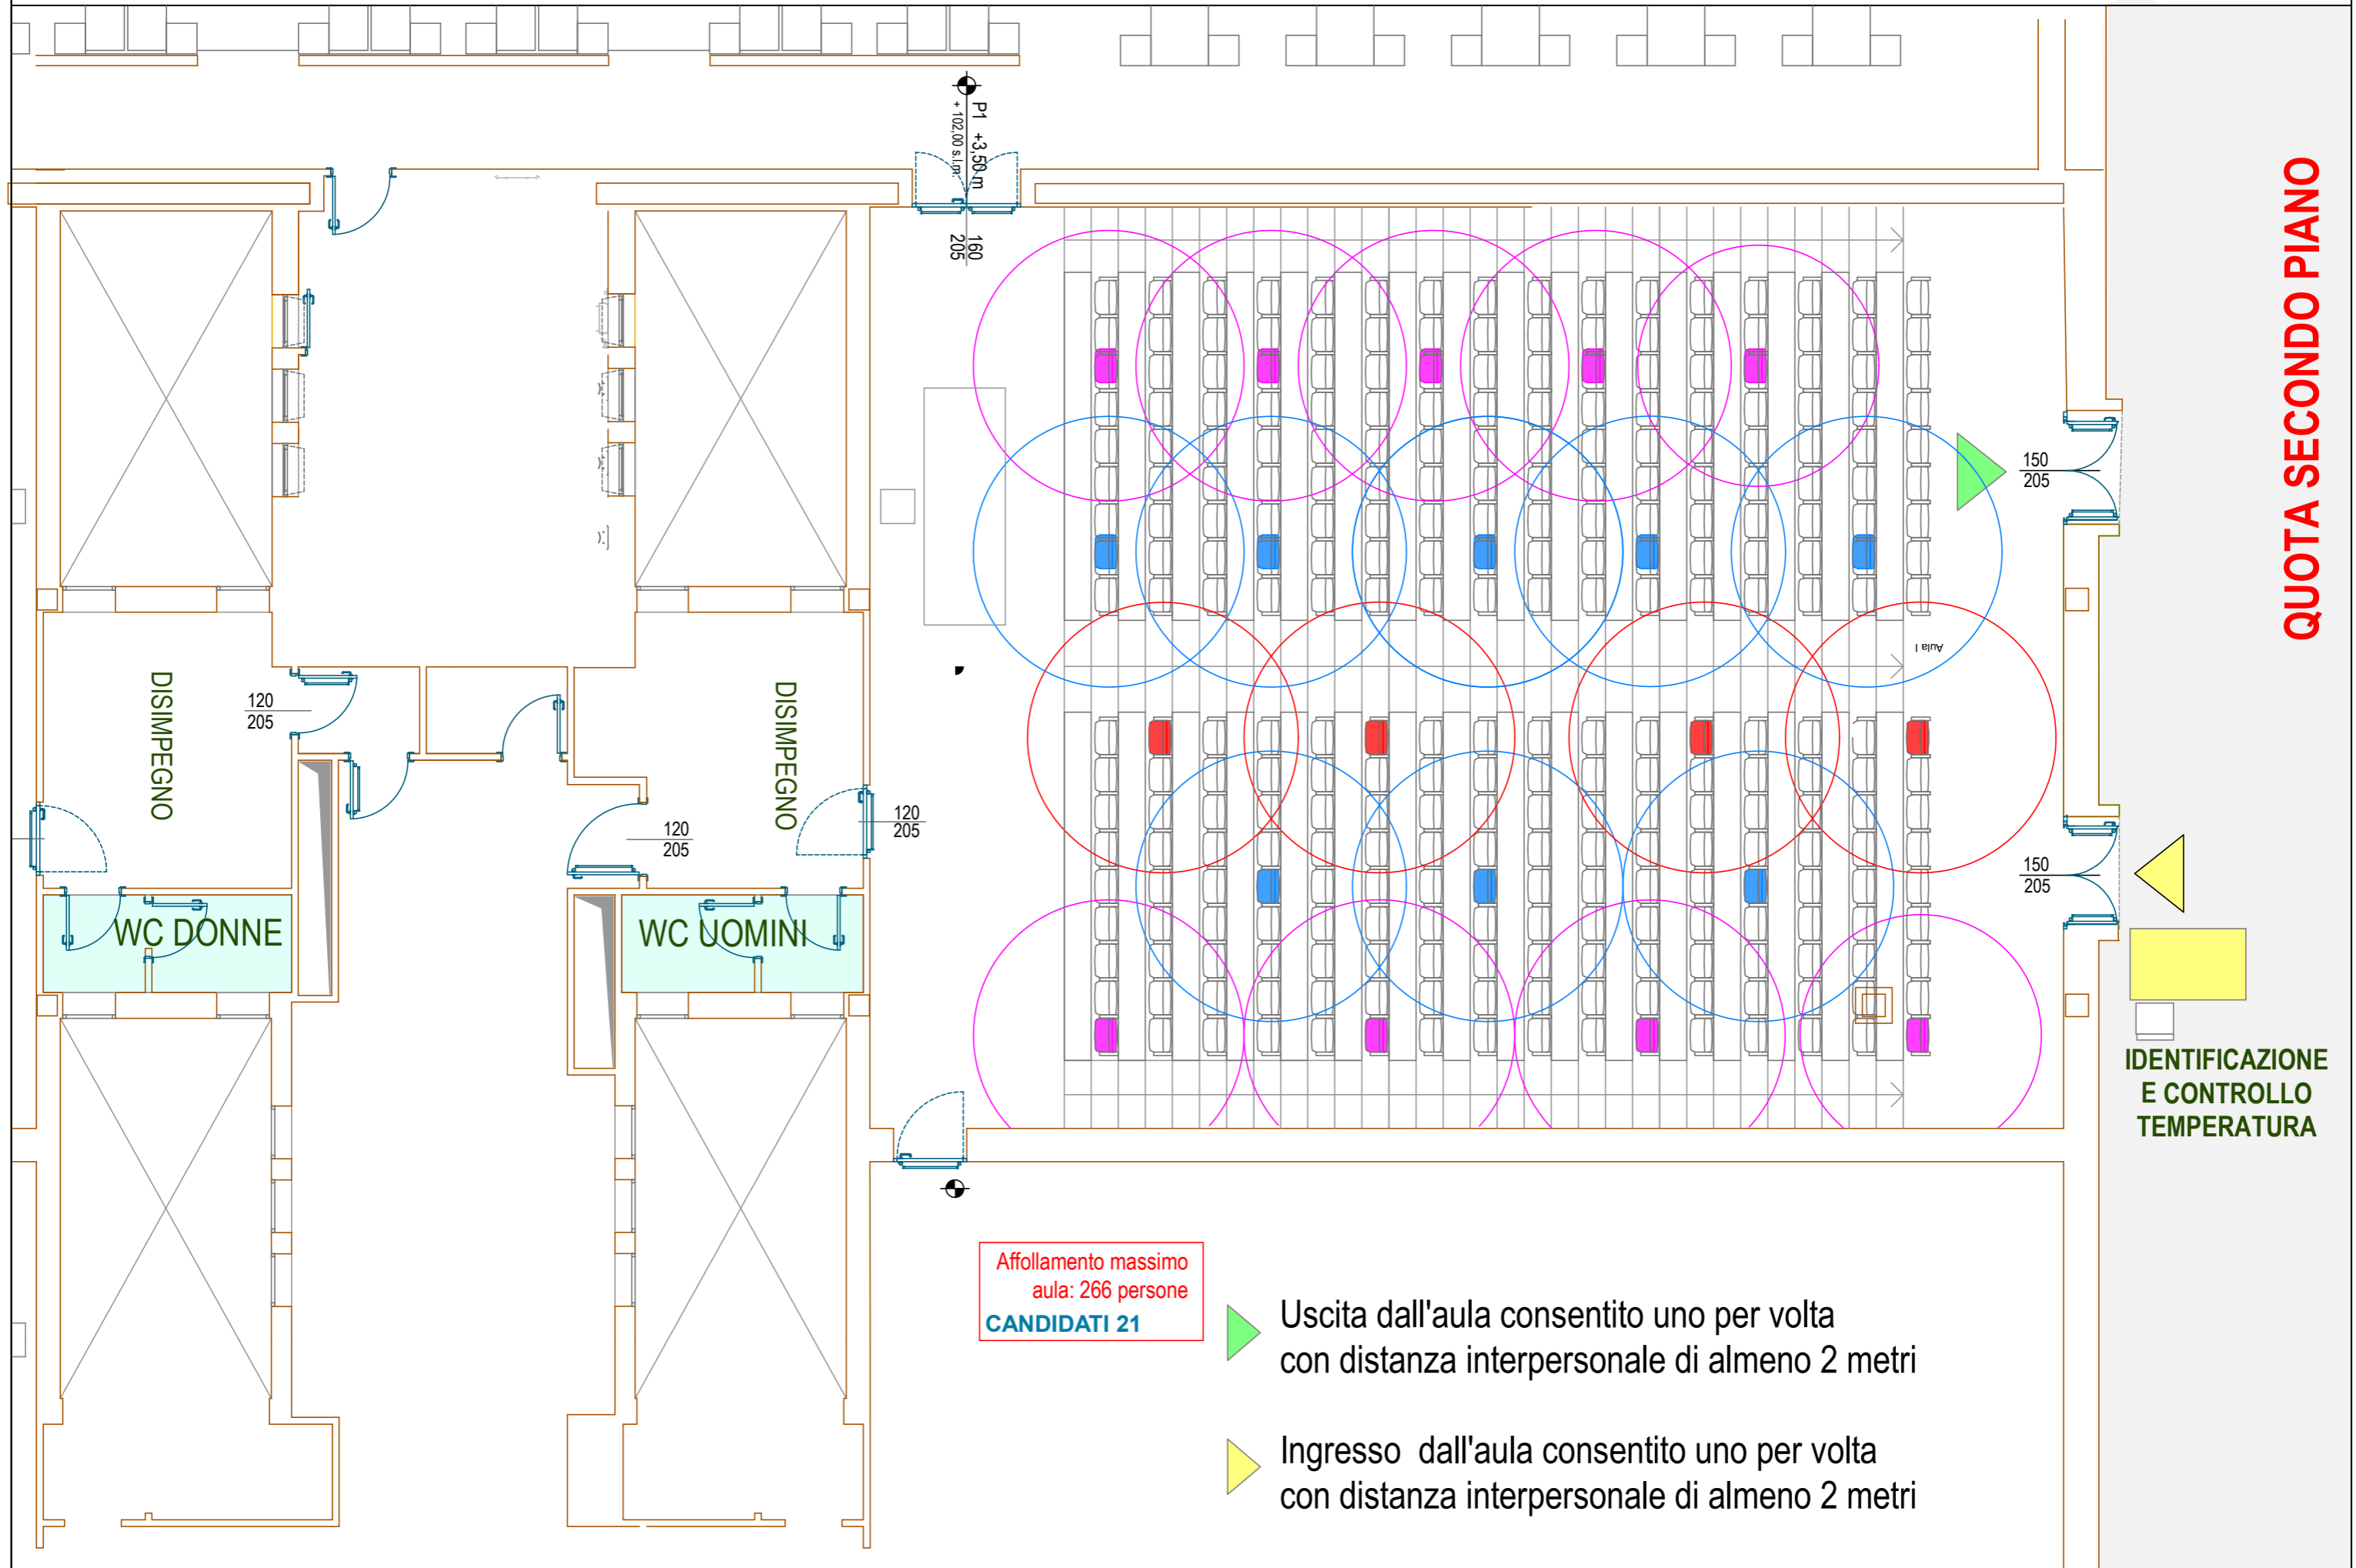 P1 +3,50 m
+ 102,00 s.l.m.
160
205
QUOTA SECONDO PIANO
150
205
Aula I
DISIMPEGNO
120
205
DISIMPEGNO
120
205
120
205
150
205
WC DONNE
WC UOMINI
IDENTIFICAZIONE
E CONTROLLO
TEMPERATURA
Affollamento massimo
aula: 266 persone
CANDIDATI 21
Uscita dall'aula consentito uno per volta
con distanza interpersonale di almeno 2 metri
Ingresso dall'aula consentito uno per volta
con distanza interpersonale di almeno 2 metri